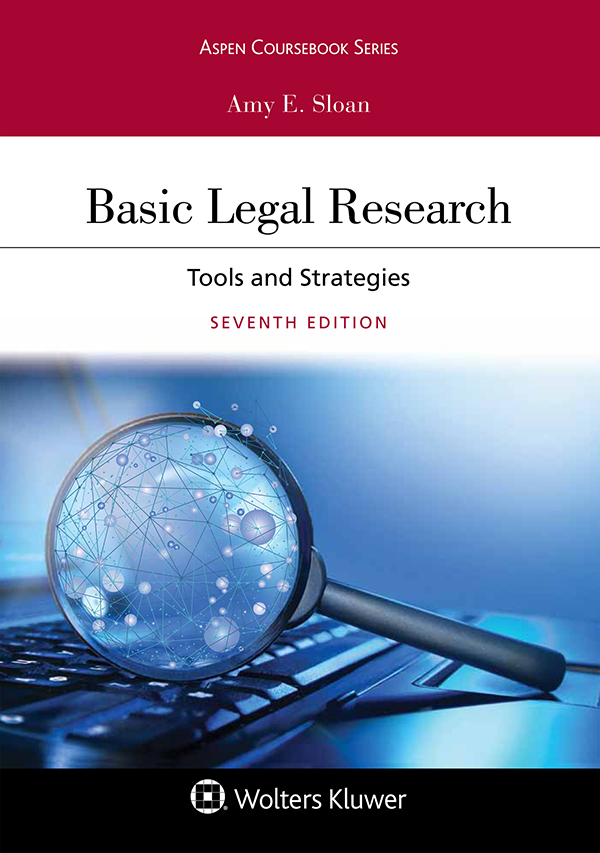 Aspen Coursebook Series
Amy E. Sloan
Basic Legal Research
Tools and Strategies
SEVENTH EDITION
Wolters Kluwer